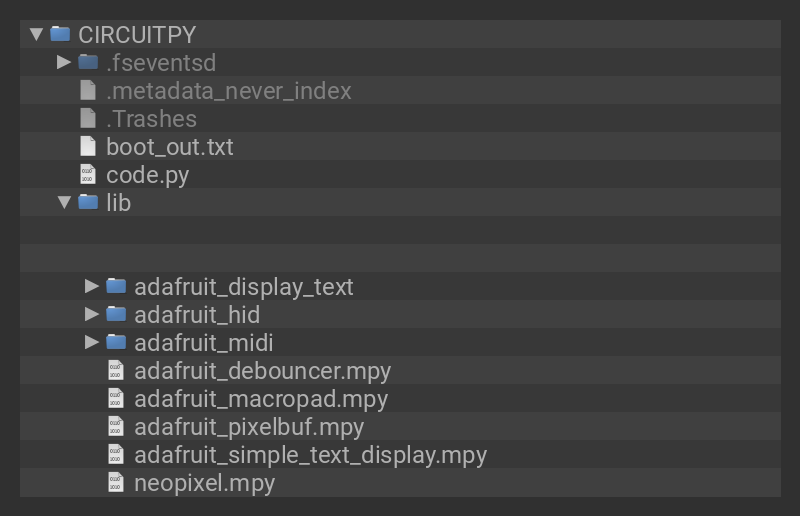 CIRCUITPY
.fseventsd
.metadata_never_index
.Trashes
boot_out.txt
code.py
lib
adafruit_display_text
adafruit_hid
adafruit_midi
adafruit_debouncer.mpy
adafruit_macropad.mpy
adafruit_pixelbuf.mpy
adafruit_simple_text_display.mpy
neopixel.mpy